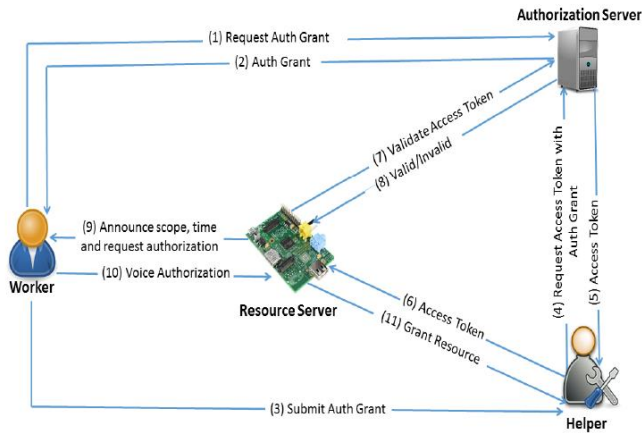 Authorization Server
(1) Request Auth Grant
(2) Auth Grant
(7) Validate Access Token
(8) Valid/Invalid
(4) Request Access Token with
Auth Grant
(5) Access Token
(9) Announce scope, time
and request authorization
(10) Voice Authorization
Worker
Resource Server
(6) Access Token
(11) Grant Resource
(3) Submit Auth Grant
Helper